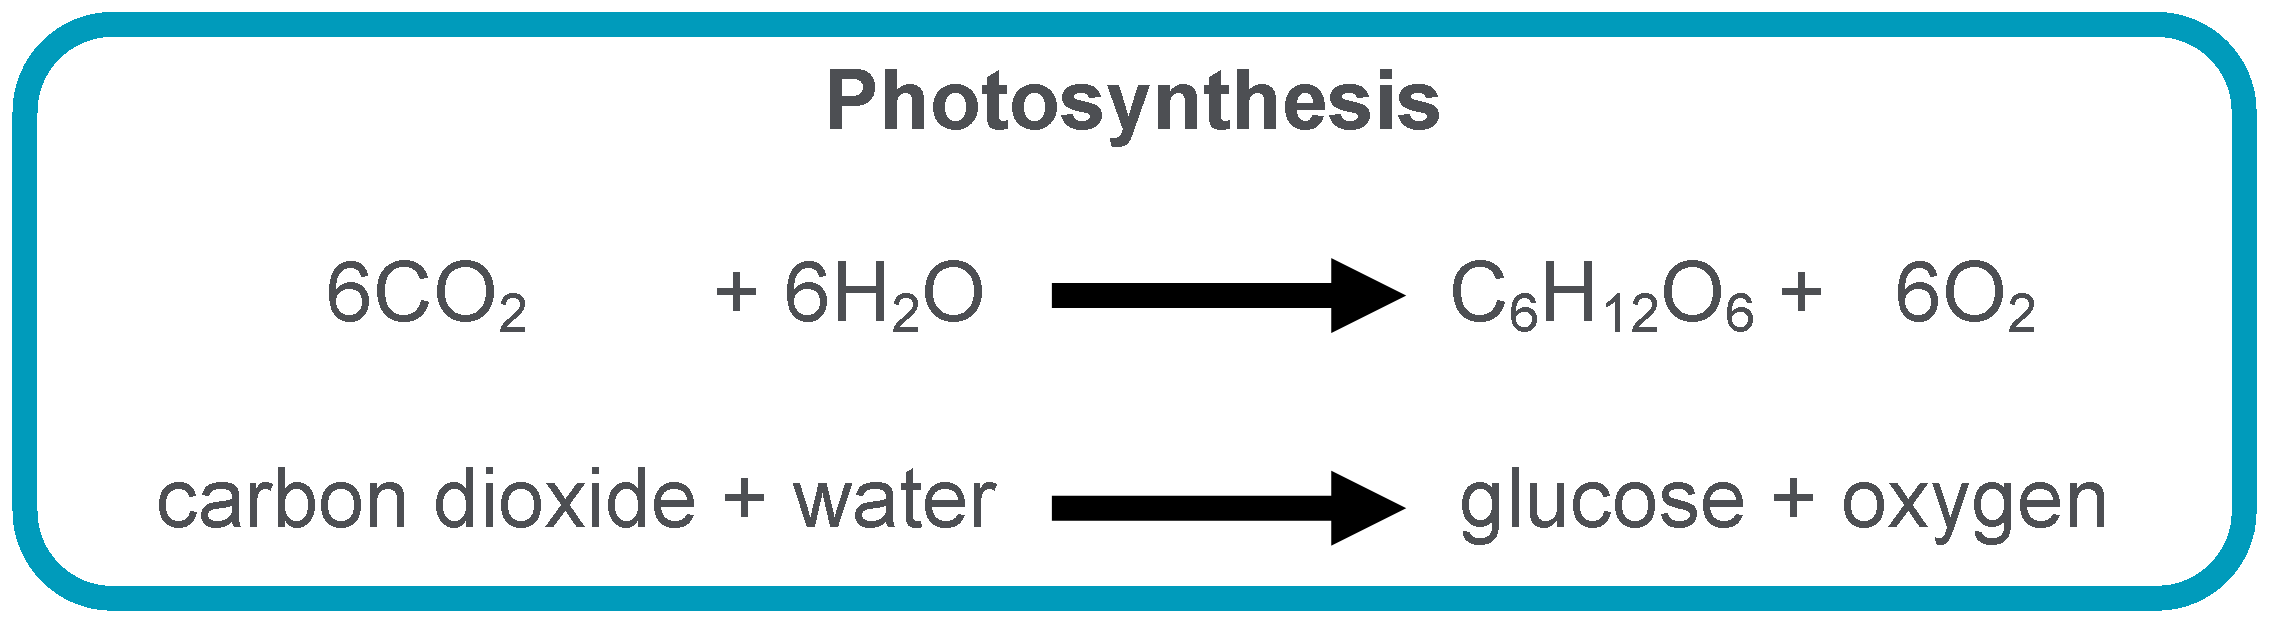 Photosynthesis
6CO₂ + 6H₂O → C₆H₁₂O₆ + 6O₂
carbon dioxide + water → glucose + oxygen